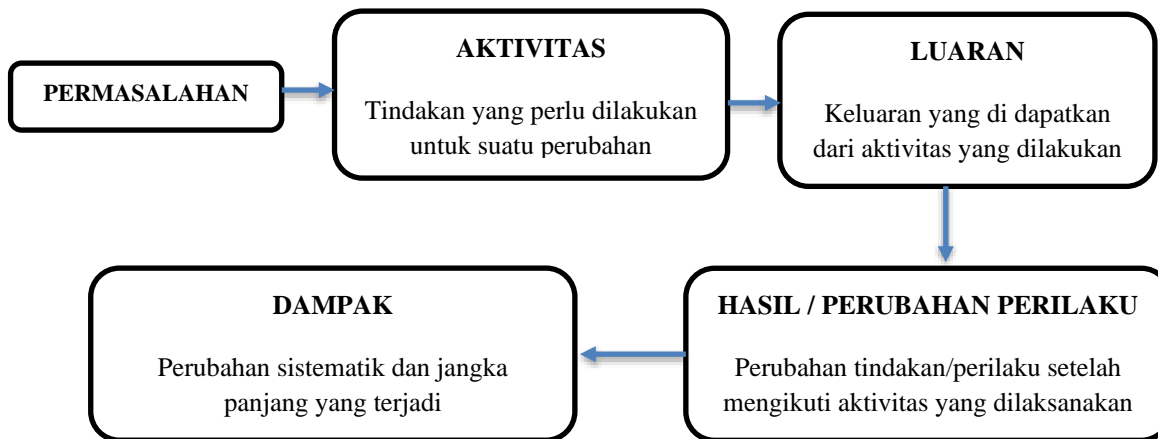 PERMASALAHAN
AKTIVITAS
Tindakan yang perlu dilakukan
untuk suatu perubahan
LUARAN
Keluaran yang di dapatkan
dari aktivitas yang dilakukan
HASIL / PERUBAHAN PERILAKU
Perubahan tindakan/perilaku setelah
mengikuti aktivitas yang dilaksanakan
DAMPAK
Perubahan sistematik dan jangka
panjang yang terjadi